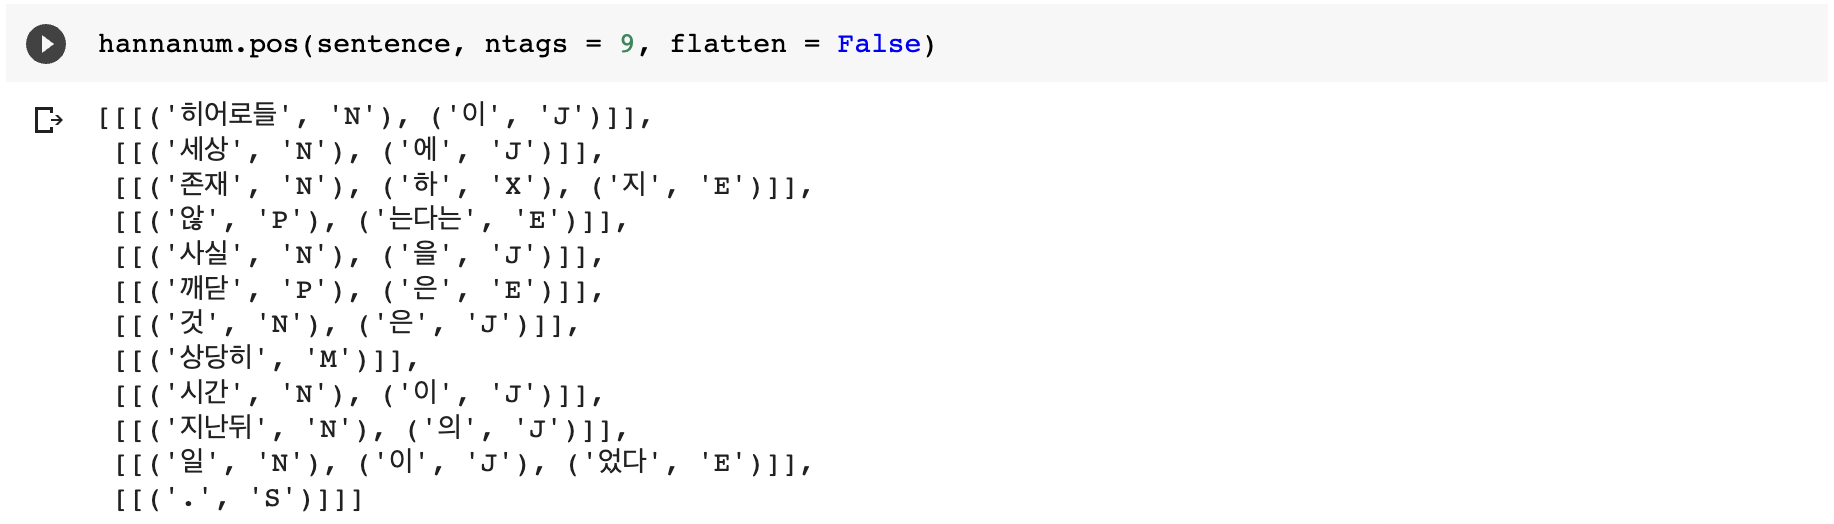 hannanum.pos(sentence, ntags = 9, flatten = False)
[[[('히어로들', 'N'), ('이', 'J')]],
[[('세상', 'N'), ('에', 'J')]],
[[('존재', 'N'), ('하', 'X'), ('지', 'E')]],
[[('않', 'P'), ('는다는', 'E')]],
[[('사실', 'N'), ('을', 'J')]],
[[('깨닫', 'P'), ('은', 'E')]],
[[('것', 'N'), ('은', 'J')]],
[[('상당히', 'M')]],
[[('시간', 'N'), ('이', 'J')]],
[[('지난뒤', 'N'), ('의', 'J')]],
[[('일', 'N'), ('이', 'J'), ('었다', 'E')]],
[[('.', 'S')]]]